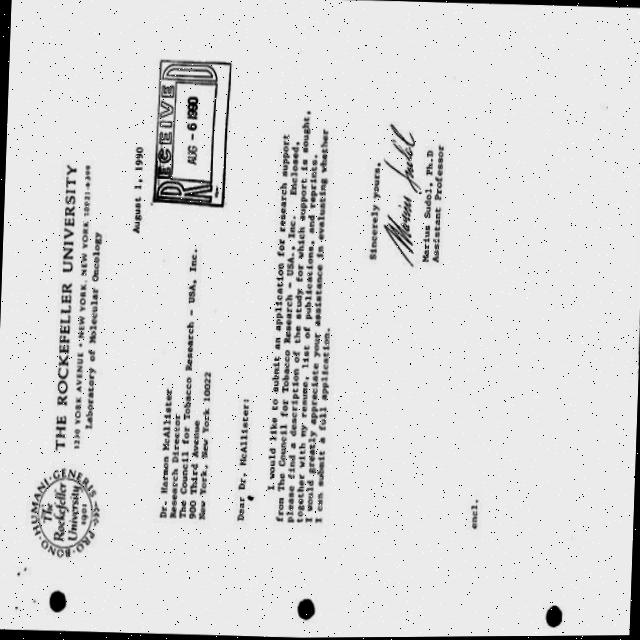 PRO·BONO·HUMANI·GENERIS
The
Rockefeller
University
1901
THE ROCKEFELLER UNIVERSITY
1230 YORK AVENUE · NEW YORK, NEW YORK 10021-6399
Laboratory of Molecular Oncology
August 1, 1990
RECEIVED
AUG - 6 1990
Dr. Harmon McAllister
Research Director
The Council for Tobacco Research - USA, Inc.
900 Third Avenue
New York, New York 10022
Dear Dr. McAllister:
I would like to submit an application for research support
from The Council for Tobacco Research - USA., Inc. Enclosed,
please find a description of the study for which support is sought,
together with my resume, list of publications, and reprints.
I would greatly appreciate your assistance in evaluating whether
I can submit a full application.
Sincerely yours,
Marius Sudol
Marius Sudol, Ph.D
Assistant Professor
encl.